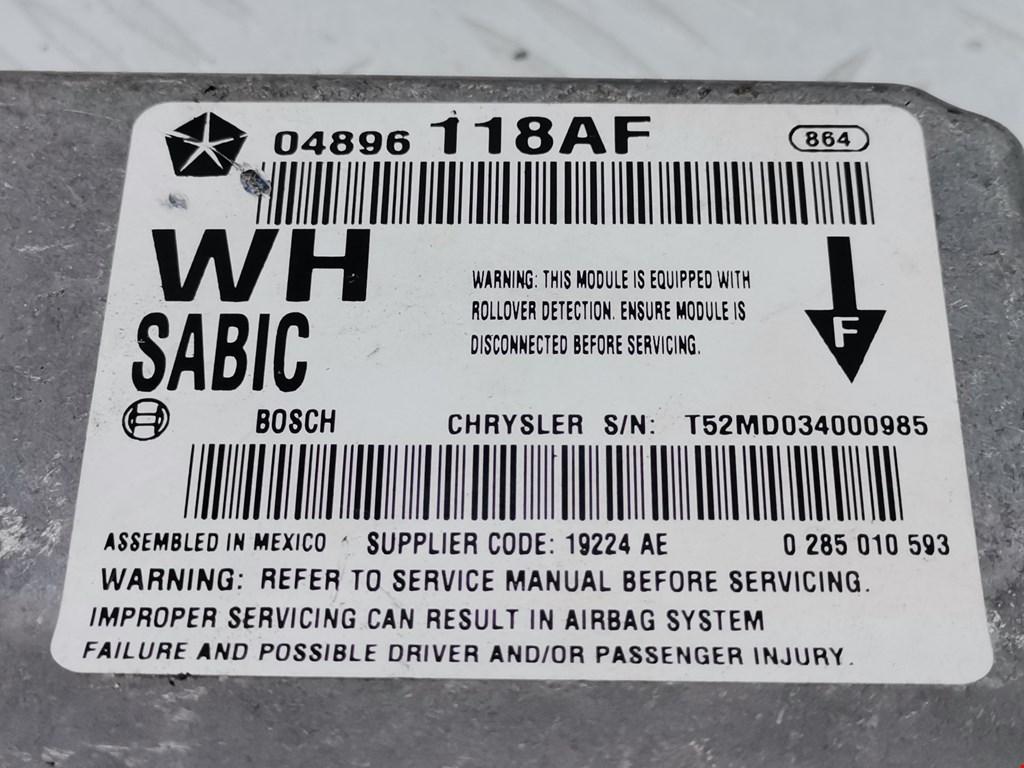 04896 118AF 864
WH
SABIC
WARNING: THIS MODULE IS EQUIPPED WITH
ROLLOVER DETECTION. ENSURE MODULE IS
DISCONNECTED BEFORE SERVICING.
F
BOSCH CHRYSLER S/N: T52MD034000985
ASSEMBLED IN MEXICO SUPPLIER CODE: 19224 AE 0 285 010 593
WARNING: REFER TO SERVICE MANUAL BEFORE SERVICING.
IMPROPER SERVICING CAN RESULT IN AIRBAG SYSTEM
FAILURE AND POSSIBLE DRIVER AND/OR PASSENGER INJURY.